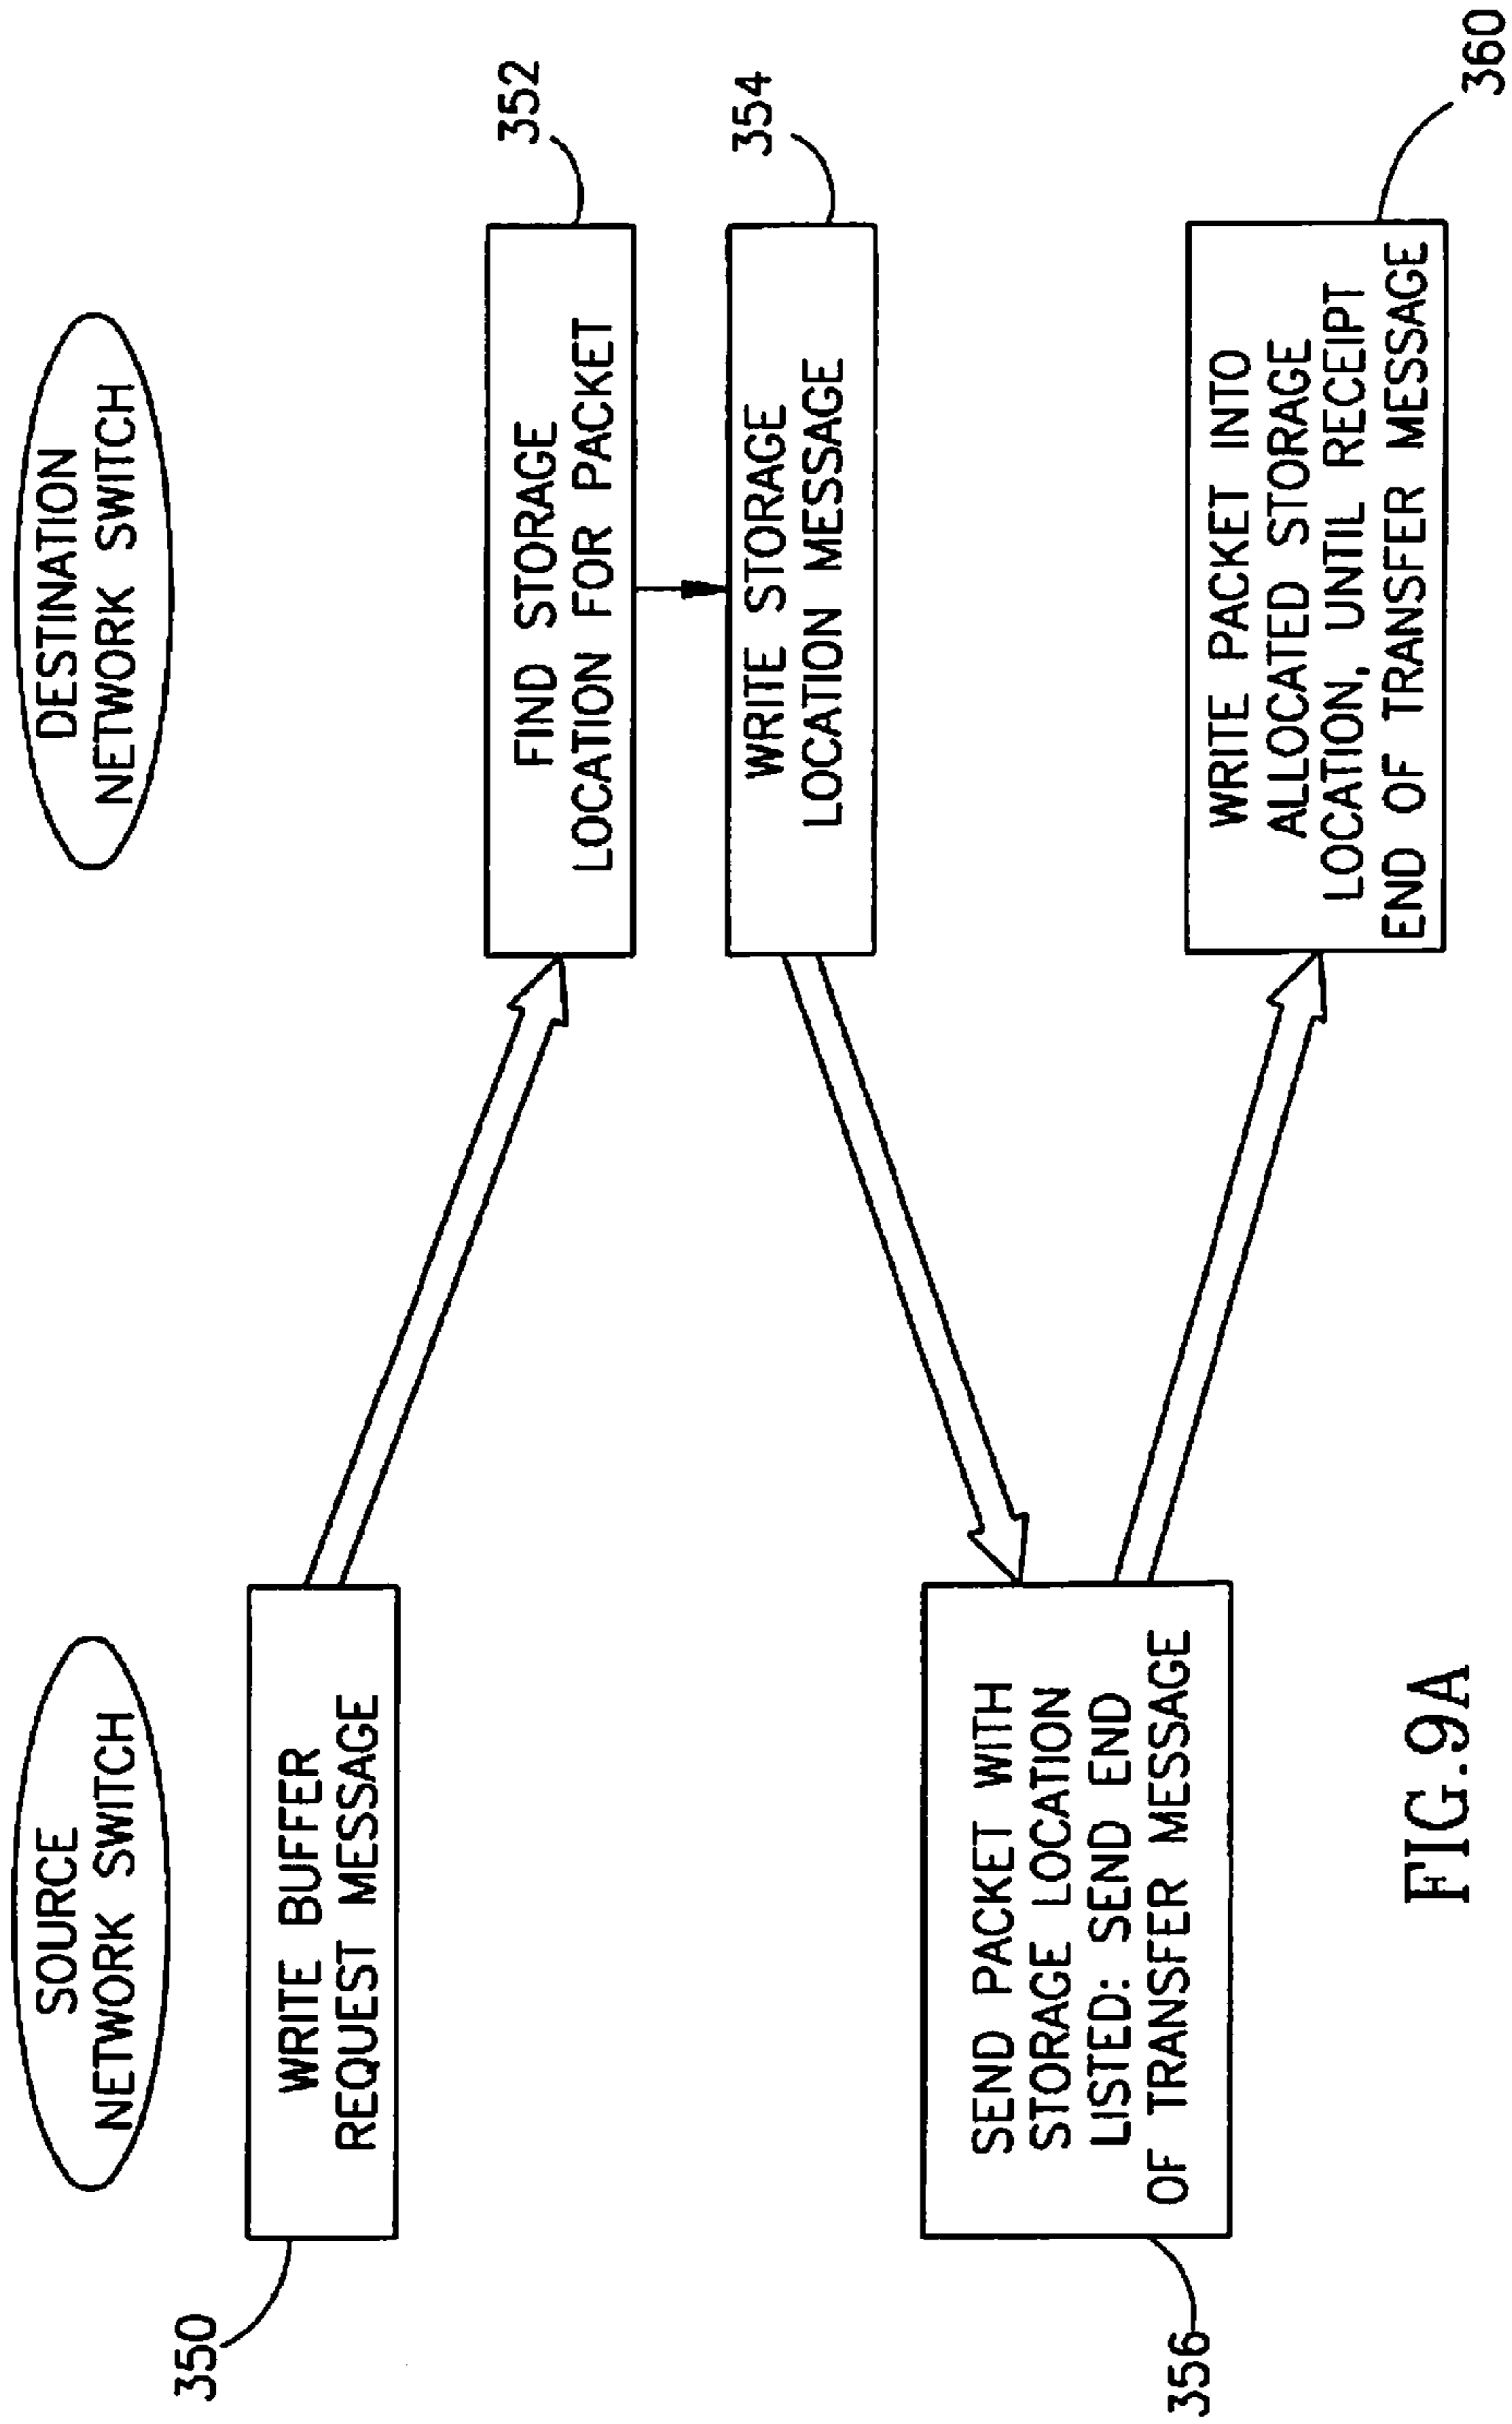 SOURCE
NETWORK SWITCH
DESTINATION
NETWORK SWITCH
350
WRITE BUFFER
REQUEST MESSAGE
FIND STORAGE
LOCATION FOR PACKET
352
WRITE STORAGE
LOCATION MESSAGE
354
356
SEND PACKET WITH
STORAGE LOCATION
LISTED: SEND END
OF TRANSFER MESSAGE
WRITE PACKET INTO
ALLOCATED STORAGE
LOCATION, UNTIL RECEIPT
END OF TRANSFER MESSAGE
360
FIG.9A